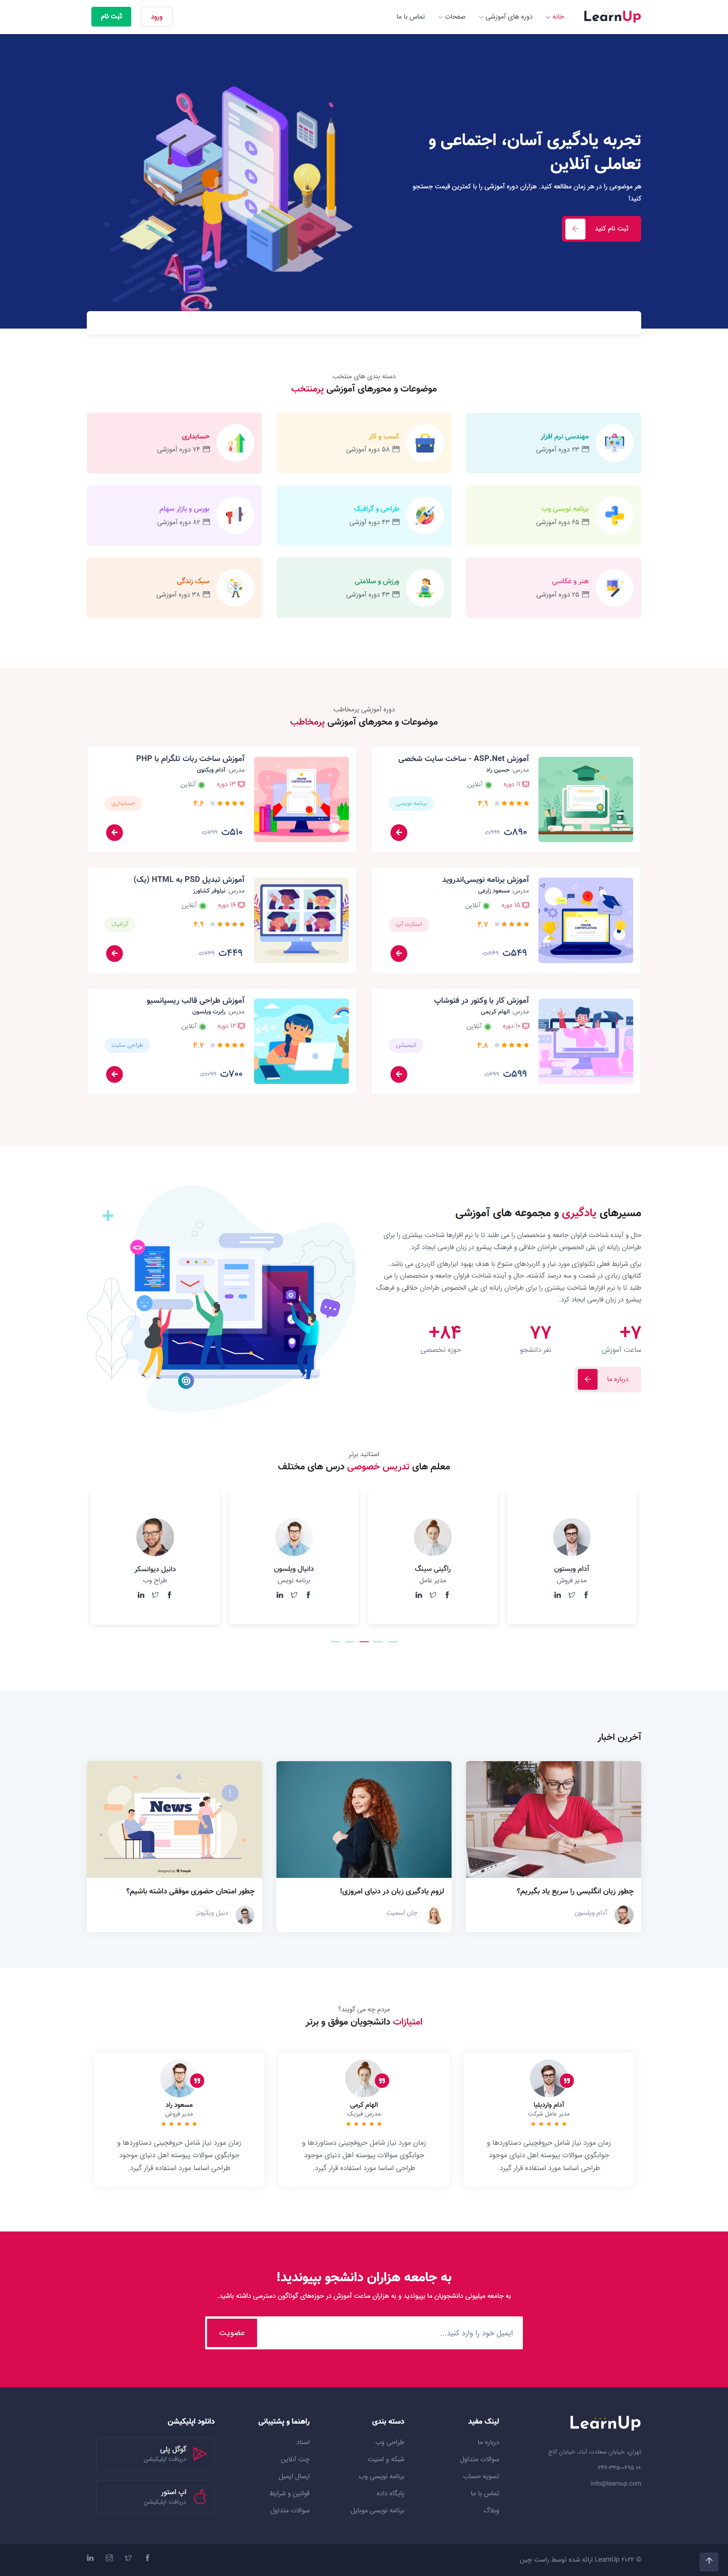 LearnUp
خانه
دوره های آموزشی
صفحات
تماس با ما
ورود
ثبت نام
تجربه یادگیری آسان، اجتماعی و
تعاملی آنلاین
هر موضوعی را در هر زمان مطالعه کنید. هزاران دوره آموزشی را با کمترین قیمت جستجو
کنید!
ثبت نام کنید
دسته بندی های منتخب
موضوعات و محورهای آموزشی پرمنتخب
مهندسی نرم افزار
۲۳ دوره آموزشی
کسب و کار
۵۸ دوره آموزشی
حسابداری
۷۴ دوره آموزشی
برنامه نویسی وب
۶۵ دوره آموزشی
طراحی و گرافیک
۴۳ دوره آوزشی
بورس و بازار سهام
۸۲ دوره آموزشی
هنر و عکاسی
۲۵ دوره آموزشی
ورزش و سلامتی
۴۳ دوره آموزشی
سبک زندگی
۳۸ دوره آموزشی
دوره آموزشی پرمخاطب
موضوعات و محورهای آموزشی پرمخاطب
آموزش ASP.Net - ساخت سایت شخصی
مدرس: حسین راد
۱۱ دوره
آنلاین
۴.۹
برنامه نویسی
۸۹۰ت
۹۹۹ت
آموزش ساخت ربات تلگرام با PHP
مدرس: آدام ویکتوی
۱۳ دوره
آنلاین
۴.۶
حسابداری
۵۱۰ت
۷۹۹ت
آموزش برنامه نویسی‌اندروید
مدرس: مسعود زارعی
۱۵ دوره
آنلاین
۴.۷
استارت آپ
۵۴۹ت
۸۴۹ت
آموزش تبدیل PSD به HTML (یک)
مدرس: نیلوفر کشاورز
۱۶ دوره
آنلاین
۴.۹
گرافیک
۴۴۹ت
۷۴۹ت
آموزش کار با وکتور در فتوشاپ
مدرس: الهام کریمی
۱۰ دوره
آنلاین
۴.۸
انیمیشن
۵۹۹ت
۶۹۹ت
آموزش طراحی قالب ریسپانسیو
مدرس: رابرت ویلسون
۱۲ دوره
آنلاین
۴.۷
طراحی سایت
۷۰۰ت
۱۰۹۹ت
مسیرهای یادگیری و مجموعه های آموزشی
حال و آینده شناخت فراوان جامعه و متخصصان را می طلبد تا با نرم افزارها شناخت بیشتری را برای
طراحان رایانه ای علی الخصوص طراحان خلاقی و فرهنگ پیشرو در زبان فارسی ایجاد کرد.
برای شرایط فعلی تکنولوژی مورد نیاز و کاربردهای متنوع با هدف بهبود ابزارهای کاربردی می باشد.
کتابهای زیادی در شصت و سه درصد گذشته، حال و آینده شناخت فراوان جامعه و متخصصان را می
طلبد تا با نرم افزارها شناخت بیشتری را برای طراحان رایانه ای علی الخصوص طراحان خلاقی و فرهنگ
پیشرو در زبان فارسی ایجاد کرد.
۷+
ساعت آموزش
۷۷
نفر دانشجو
۸۴+
حوزه تخصصی
درباره ما
اساتید برتر
معلم های تدریس خصوصی درس های مختلف
آدام ویستون
مدیر فروش
راگینی سینگ
مدیر عامل
دانیال ویلسون
برنامه نویس
دانیل دیوانسکر
طراح وب
آخرین اخبار
News
چطور زبان انگلیسی را سریع یاد بگیریم؟
آدام ویلسون
لزوم یادگیری زبان در دنیای امروزی!
جان اسمیت
چطور امتحان حضوری موفقی داشته باشیم؟
دنیل ویکیونز
مردم چه می گویند؟
امتیازات دانشجویان موفق و برتر
آدام واردبلیا
مدیر عامل شرکت
زمان مورد نیاز شامل حروفچینی دستاوردها و
جوابگوی سوالات پیوسته اهل دنیای موجود
طراحی اساسا مورد استفاده قرار گیرد.
الهام کرمی
مدرس فیزیک
زمان مورد نیاز شامل حروفچینی دستاوردها و
جوابگوی سوالات پیوسته اهل دنیای موجود
طراحی اساسا مورد استفاده قرار گیرد.
مسعود راد
مدیر فروش
زمان مورد نیاز شامل حروفچینی دستاوردها و
جوابگوی سوالات پیوسته اهل دنیای موجود
طراحی اساسا مورد استفاده قرار گیرد.
به جامعه هزاران دانشجو بپیوندید!
به جامعه میلیونی دانشجویان ما بپیوندید و به هزاران ساعت آموزش در حوزه‌های گوناگون دسترسی داشته باشید.
ایمیل خود را وارد کنید...
عضویت
LearnUp
تهران، خیابان سعادت آباد، خیابان کاج
۲۴۶-۳۴۵-۰۶۹۵ ۱۰
info@learnup.com
لینک مفید
درباره ما
سوالات متداول
تسویه حساب
تماس با ما
وبلاگ
دسته بندی
طراحی وب
شبکه و امنیت
برنامه نویسی وب
پایگاه داده
برنامه نویسی موبایل
راهنما و پشتیبانی
اسناد
چت آنلاین
ارسال ایمیل
قوانین و شرایط
سوالات متداول
دانلود اپلیکیشن
گوگل پلی
دریافت اپلیکیشن
اپ استور
دریافت اپلیکیشن
© ۲۰۲۲ LearnUp ارائه شده توسط راست چین